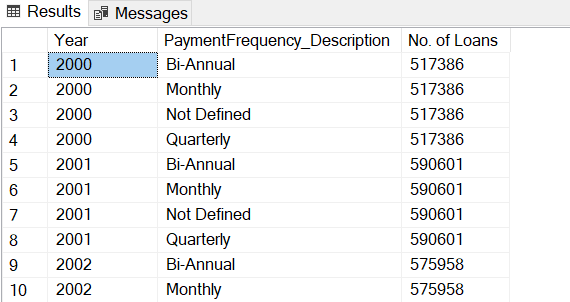 Results Messages
Year PaymentFrequency_Description No. of Loans
1 2000 Bi-Annual 517386
2 2000 Monthly 517386
3 2000 Not Defined 517386
4 2000 Quarterly 517386
5 2001 Bi-Annual 590601
6 2001 Monthly 590601
7 2001 Not Defined 590601
8 2001 Quarterly 590601
9 2002 Bi-Annual 575958
10 2002 Monthly 575958